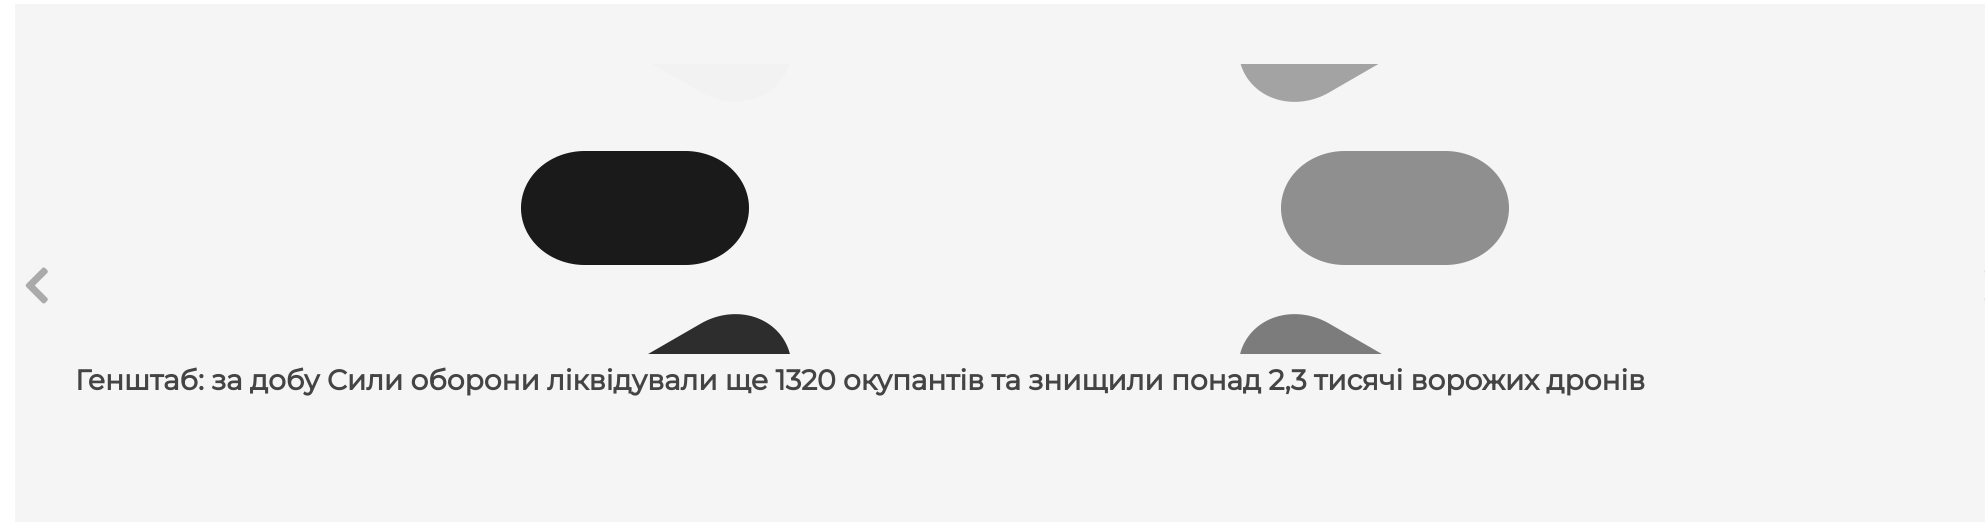 Генштаб: за добу Сили оборони ліквідували ще 1320 окупантів та знищили понад 2,3 тисячі ворожих дронів